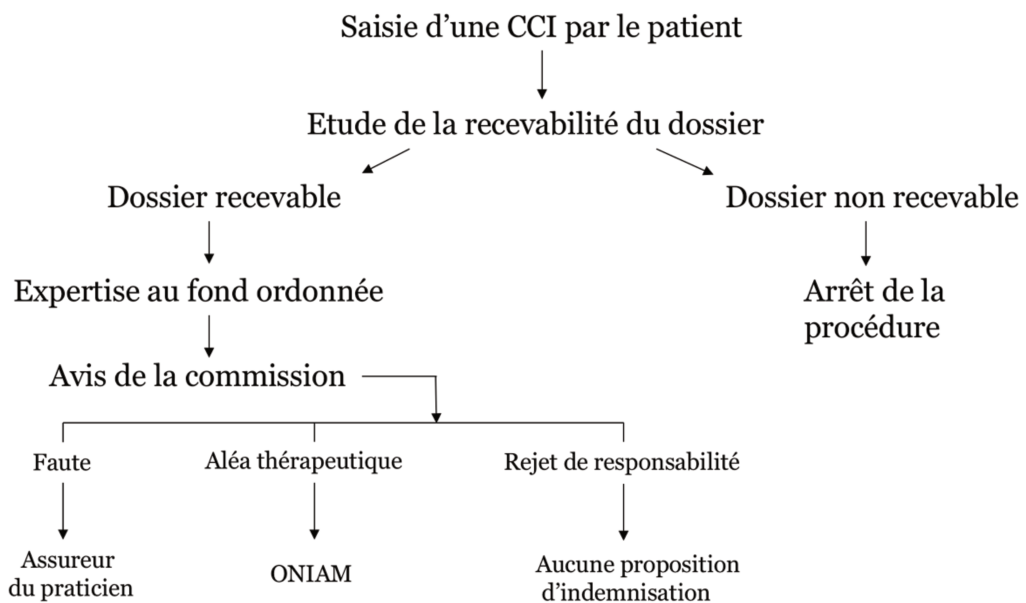 Saisie d’une CCI par le patient
Etude de la recevabilité du dossier
Dossier recevable
Dossier non recevable
Expertise au fond ordonnée
Arrêt de la
procédure
Avis de la commission
Faute
Aléa thérapeutique
Rejet de responsabilité
Assureur
du praticien
ONIAM
Aucune proposition
d’indemnisation